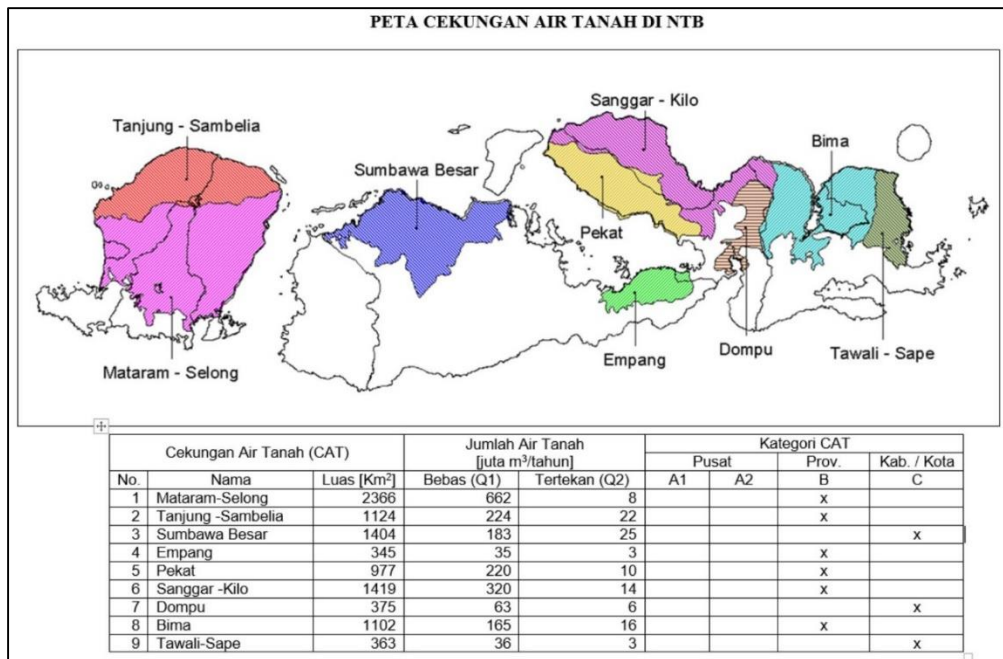 PETA CEKUNGAN AIR TANAH DI NTB
Sanggar - Kilo
Tanjung - Sambelia
Bima
Sumbawa Besar
Pekat
Dompu
Empang
Tawali - Sape
Mataram - Selong
Cekungan Air Tanah (CAT) Jumlah Air Tanah [juta m³/tahun] Kategori CAT
Pusat Prov. Kab. / Kota
No. Nama Luas [Km²] Bebas (Q1) Tertekan (Q2) A1 A2 B C
1 Mataram-Selong 2366 662 8 x
2 Tanjung -Sambelia 1124 224 22 x
3 Sumbawa Besar 1404 183 25 x
4 Empang 345 35 3 x
5 Pekat 977 220 10 x
6 Sanggar -Kilo 1419 320 14 x
7 Dompu 375 63 6 x
8 Bima 1102 165 16 x
9 Tawali-Sape 363 36 3 x